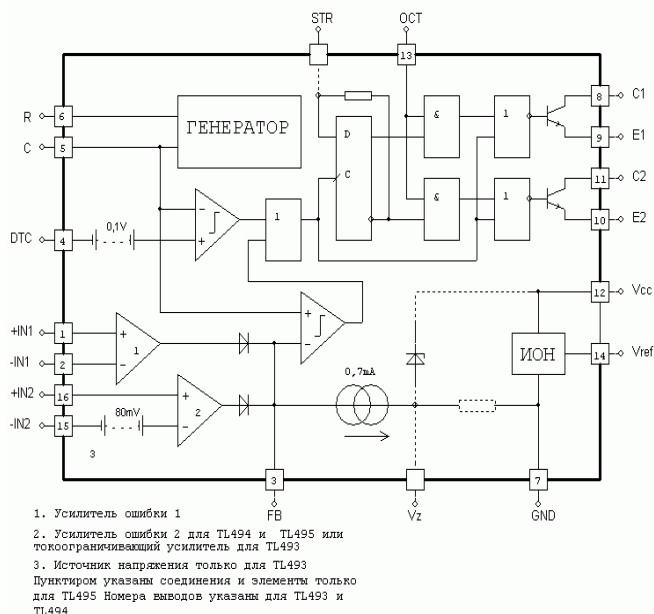 STR
OCT
13
R
6
C
5
ГЕНЕРАТОР
D
C
&
1
8
C1
9
E1
&
1
11
C2
10
E2
DTC
4
0,1V
-
+
1
12
Vcc
+IN1
1
-IN1
2
+
-
1
+
-
ИОН
14
Vref
+IN2
16
-IN2
15
80mV
+
-
2
0,7mA
3
3
FB
Vz
7
GND
1. Усилитель ошибки 1
2. Усилитель ошибки 2 для TL494 и TL495 или
токоограничивающий усилитель для TL493
3. Источник напряжения только для TL493
Пунктиром указаны соединения и элементы только
для TL495 Номера выводов указаны для TL493 и
TL494